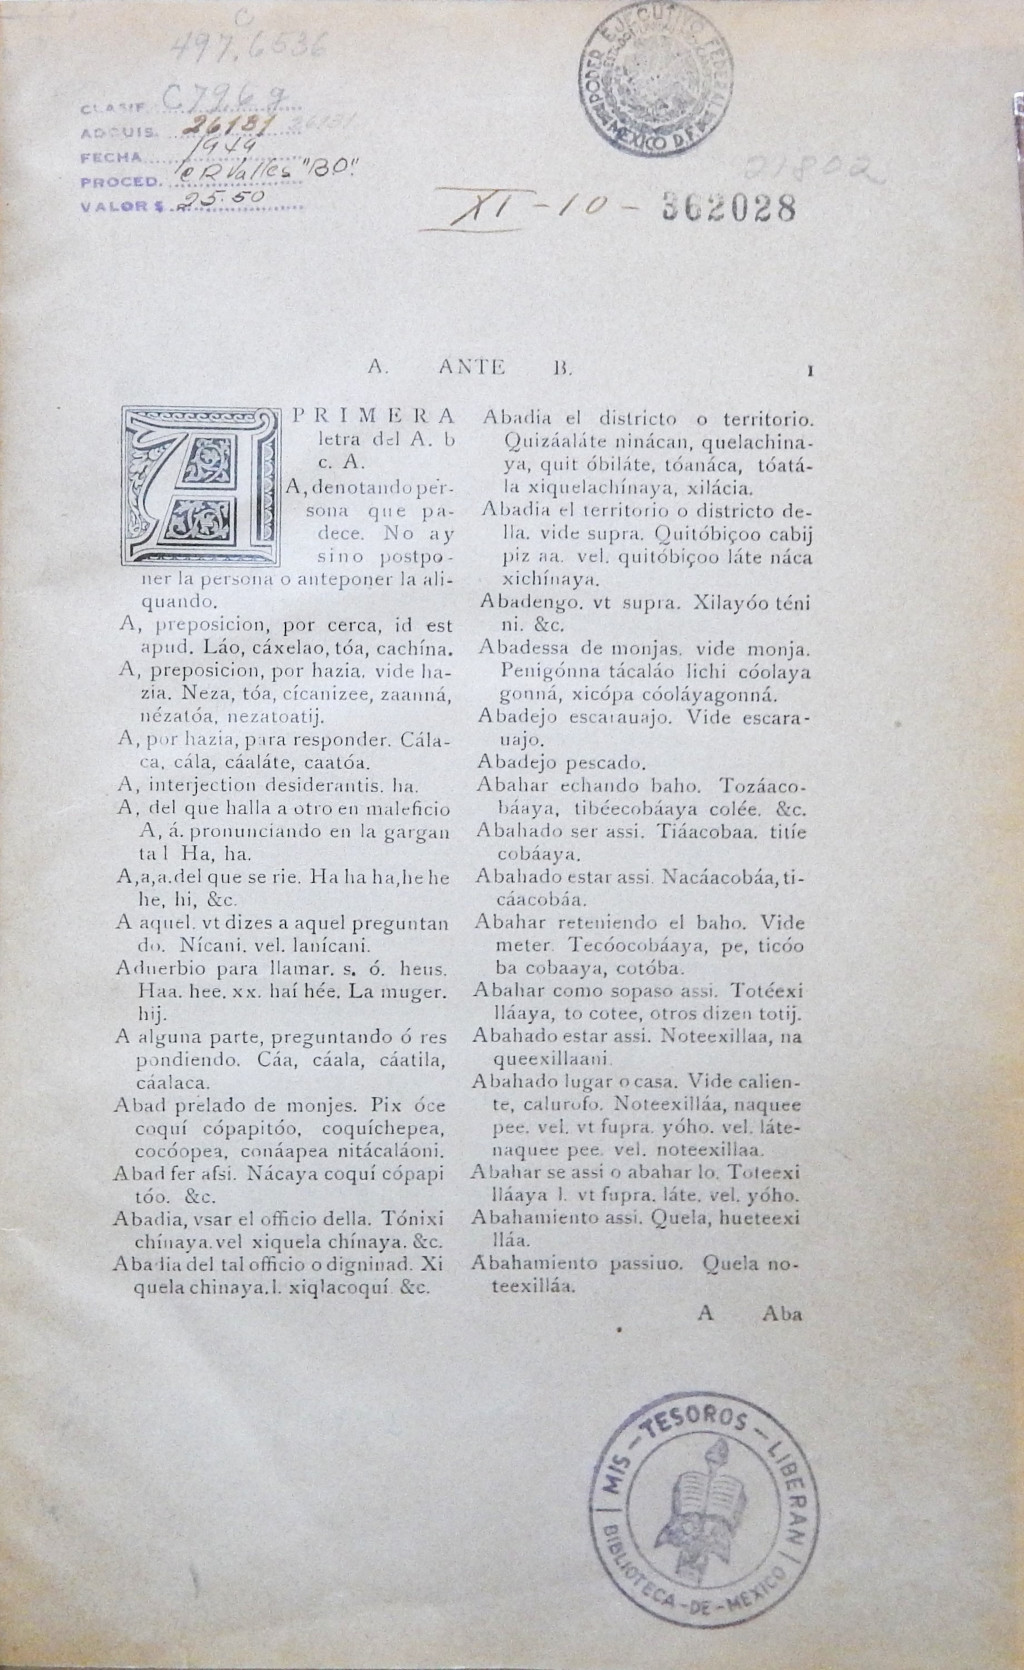 C
497.6536
CLASIF. C796g
ADQUIS. 26181 26181
FECHA 1949
PROCED. "BO".
VALOR $ 25.50
PODER EJECUTIVO FEDERAL
MEXICO D.F.
21802
XI-10- 362028
A. ANTE B. 1
A PRIMERA
letra del A. b
c. A.
A, denotando per-
sona que pa-
dece. No ay
sino postpo-
ner la persona o anteponer la ali-
quando.
A, preposicion, por cerca, id est
apud. Láo, cáxelao, tóa, cachína.
A, preposicion, por hazia. vide ha-
zia. Neza, tóa, cícanizee, zaanná,
nézatóa, nezatoatij.
A, por hazia, para responder. Cála-
ca, cála, cáaláte, caatóa.
A, interjection desiderantis. ha.
A, del que halla a otro en maleficio
A, á. pronunciando en la gargan
ta l Ha, ha.
A,a,a.del que se rie. Ha ha ha,he he
he, hi, &c.
A aquel. vt dizes a aquel preguntan
do. Nícani. vel. lanícani.
Aduerbio para llamar. s. ó. heus.
Haa. hee. xx. haí hée. La muger.
hij.
A alguna parte, preguntando ó res
pondiendo. Cáa, cáala, cáatila,
cáalaca.
Abad prelado de monjes. Pix óce
coquí cópapitóo, coquíchepea,
cocóopea, conáapea nitácaláoni.
Abad fer afsi. Nácaya coquí cópapi
tóo. &c.
Abadia, vsar el officio della. Tónixi
chínaya.vel xiquela chínaya. &c.
Abadia del tal officio o digninad. Xi
quela chinaya.l. xiqlacoquí &c.
Abadia el districto o territorio.
Quizáaláte ninácan, quelachina-
ya, quit óbiláte, tóanáca, tóatá-
la xiquelachínaya, xilácia.
Abadia el territorio o districto de-
lla. vide supra. Quitóbiçoo cabij
piz aa. vel. quitóbiçoo láte náca
xichínaya.
Abadengo. vt supra. Xilayóo téni
ni. &c.
Abadessa de monjas. vide monja.
Penigónna tácaláo lichi cóolaya
gonná, xicópa cóoláyagonná.
Abadejo escarauajo. Vide escara-
uajo.
Abadejo pescado.
Abahar echando baho. Tozáaco-
báaya, tibéecobáaya colée. &c.
Abahado ser assi. Tiáacobaa. titíe
cobáaya.
Abahado estar assi. Nacáacobáa, ti-
cáacobáa.
Abahar reteniendo el baho. Vide
meter. Tecóocobáaya, pe, ticóo
ba cobaaya, cotóba.
Abahar como sopaso assi. Totéexi
lláaya, to cotee, otros dizen totij.
Abahado estar assi. Noteexillaa, na
queexillaani.
Abahado lugar o casa. Vide calien-
te, calurofo. Noteexilláa, naquee
pee. vel. vt fupra. yóho. vel. láte-
naquee pee. vel. noteexillaa.
Abahar se assi o abahar lo. Toteexi
lláaya l. vt fupra. láte. vel. yóho.
Abahamiento assi. Quela, hueteexi
lláa.
Abahamiento passiuo. Quela no-
teexilláa.
A Aba
MIS - TESOROS - LIBERAN
BIBLIOTECA - DE - MEXICO